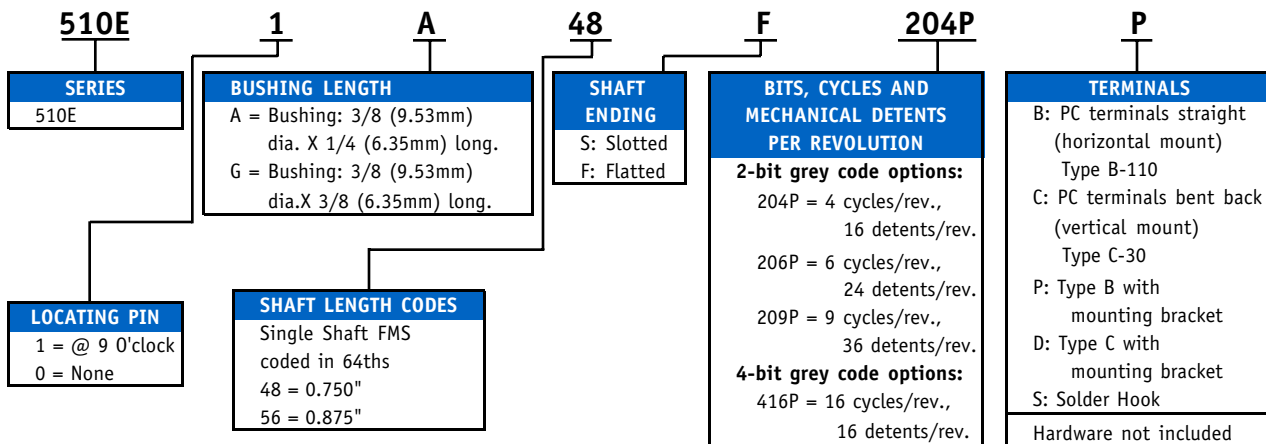 510E 1 A 48 F 204P P
SERIES
510E
BUSHING LENGTH
A = Bushing: 3/8 (9.53mm)
dia. X 1/4 (6.35mm) long.
G = Bushing: 3/8 (9.53mm)
dia.X 3/8 (6.35mm) long.
SHAFT
ENDING
S: Slotted
F: Flatted
BITS, CYCLES AND
MECHANICAL DETENTS
PER REVOLUTION
2-bit grey code options:
204P = 4 cycles/rev.,
16 detents/rev.
206P = 6 cycles/rev.,
24 detents/rev.
209P = 9 cycles/rev.,
36 detents/rev.
4-bit grey code options:
416P = 16 cycles/rev.,
16 detents/rev.
TERMINALS
B: PC terminals straight
(horizontal mount)
Type B-110
C: PC terminals bent back
(vertical mount)
Type C-30
P: Type B with
mounting bracket
D: Type C with
mounting bracket
S: Solder Hook
Hardware not included
LOCATING PIN
1 = @ 9 O'clock
0 = None
SHAFT LENGTH CODES
Single Shaft FMS
coded in 64ths
48 = 0.750"
56 = 0.875"